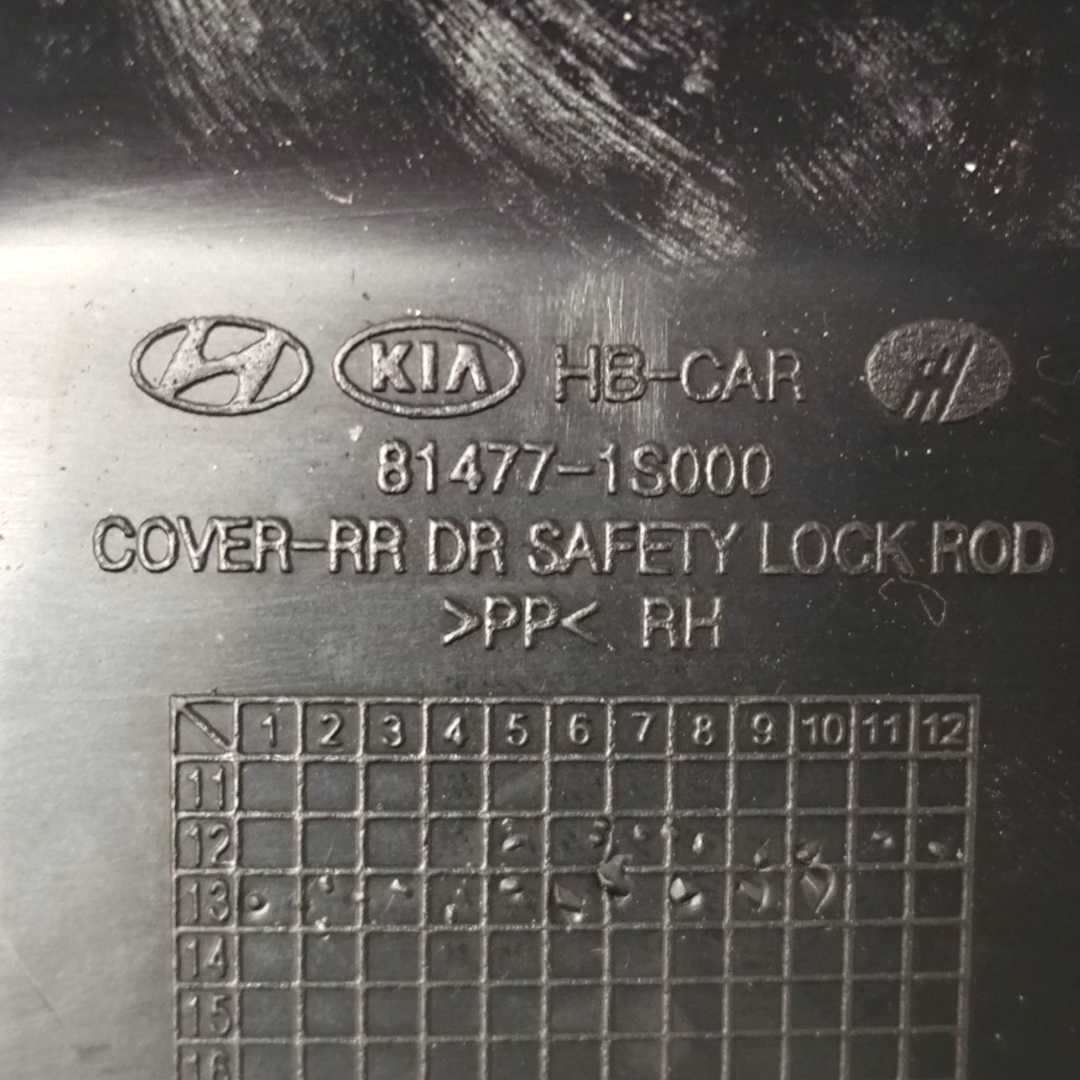 KIA HB-CAR
81477-1S000
COVER-RR DR SAFETY LOCK ROD
>PP< RH
1 2 3 4 5 6 7 8 9 10 11 12
11
12
13
14
15
16